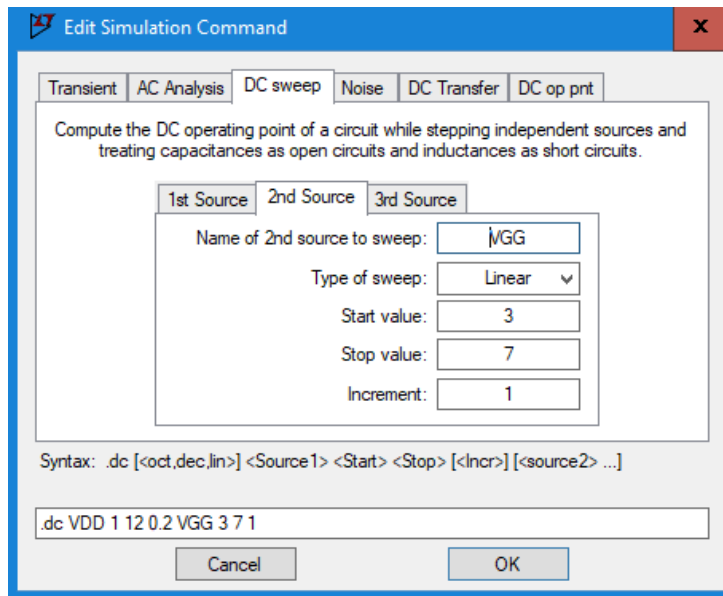 Edit Simulation Command
x
Transient AC Analysis DC sweep Noise DC Transfer DC op pnt
Compute the DC operating point of a circuit while stepping independent sources and
treating capacitances as open circuits and inductances as short circuits.
1st Source 2nd Source 3rd Source
Name of 2nd source to sweep: VGG
Type of sweep: Linear
Start value: 3
Stop value: 7
Increment: 1
Syntax: .dc [<oct,dec,lin>] <Source1> <Start> <Stop> [<Incr>] [<source2> ...]
.dc VDD 1 12 0.2 VGG 3 7 1
Cancel OK